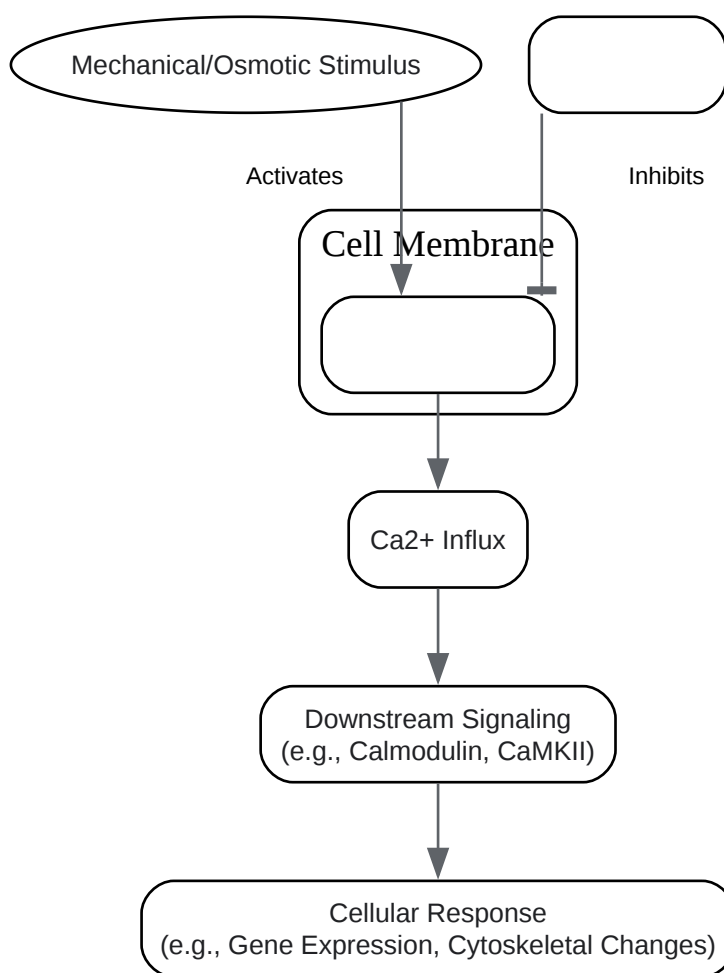 Mechanical/Osmotic Stimulus
Activates
Inhibits
Cell Membrane
Ca2+ Influx
Downstream Signaling
(e.g., Calmodulin, CaMKII)
Cellular Response
(e.g., Gene Expression, Cytoskeletal Changes)